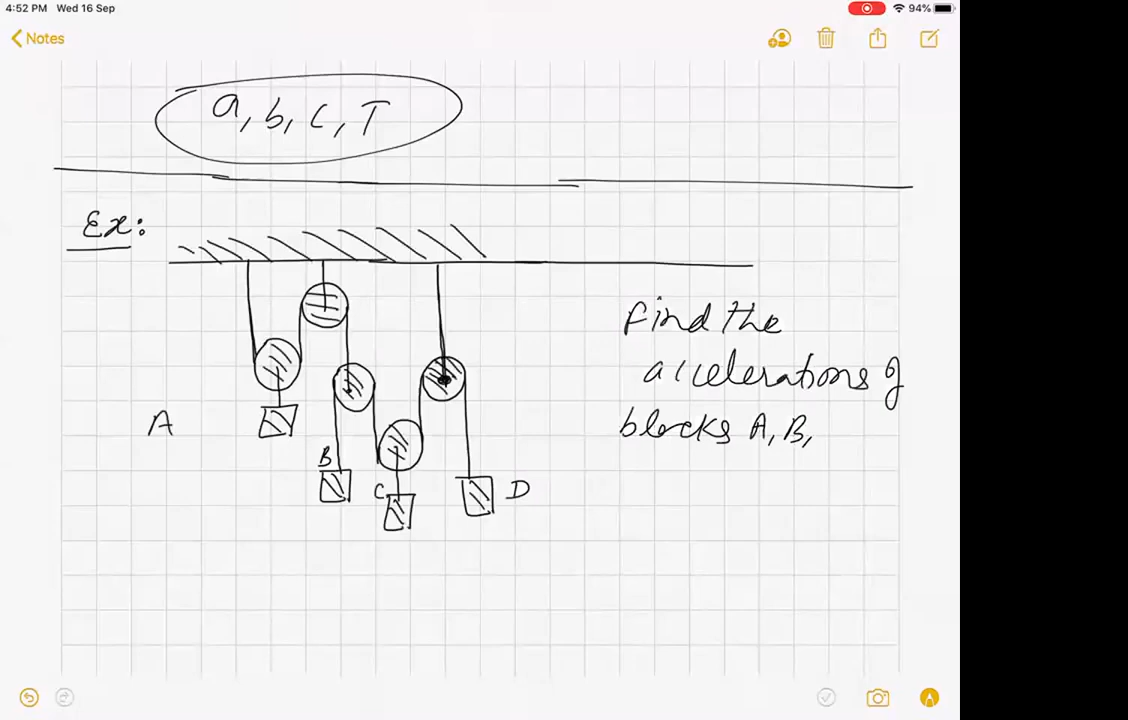 4:52 PM Wed 16 Sep
94%
Notes
a, b, c, T
Ex:
Find the
accelerations of
blocks A, B,
A
B
C
D